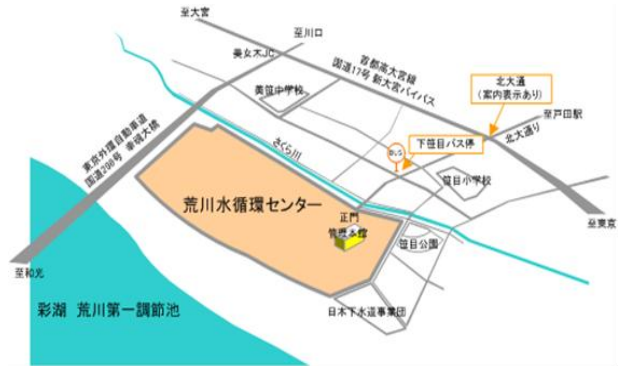 至大宮
至川口
美女木JC
首都高大宮線
国道17号 新大宮バイパス
北大通
(案内表示あり)
至戸田駅
北大通り
美笹中学校
東京外環自動車道
国道298号 幸魂大橋
さくら川
BUS
下笹目バス停
笹目小学校
荒川水循環センター
正門
管理本館
笹目公園
至東京
至和光
彩湖 荒川第一調節池
日本下水道事業団